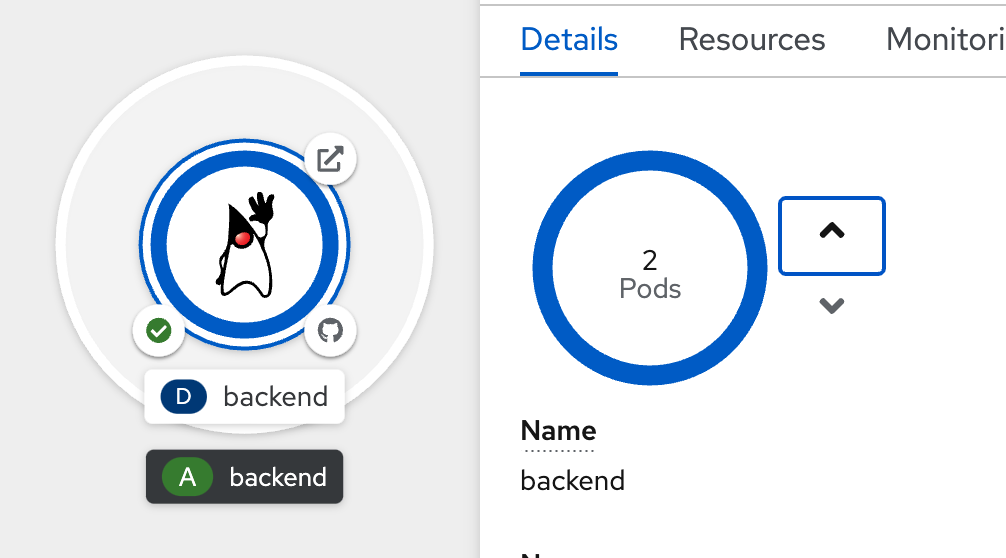 Details Resources Monitori
2
Pods
D backend
A backend
Name
backend